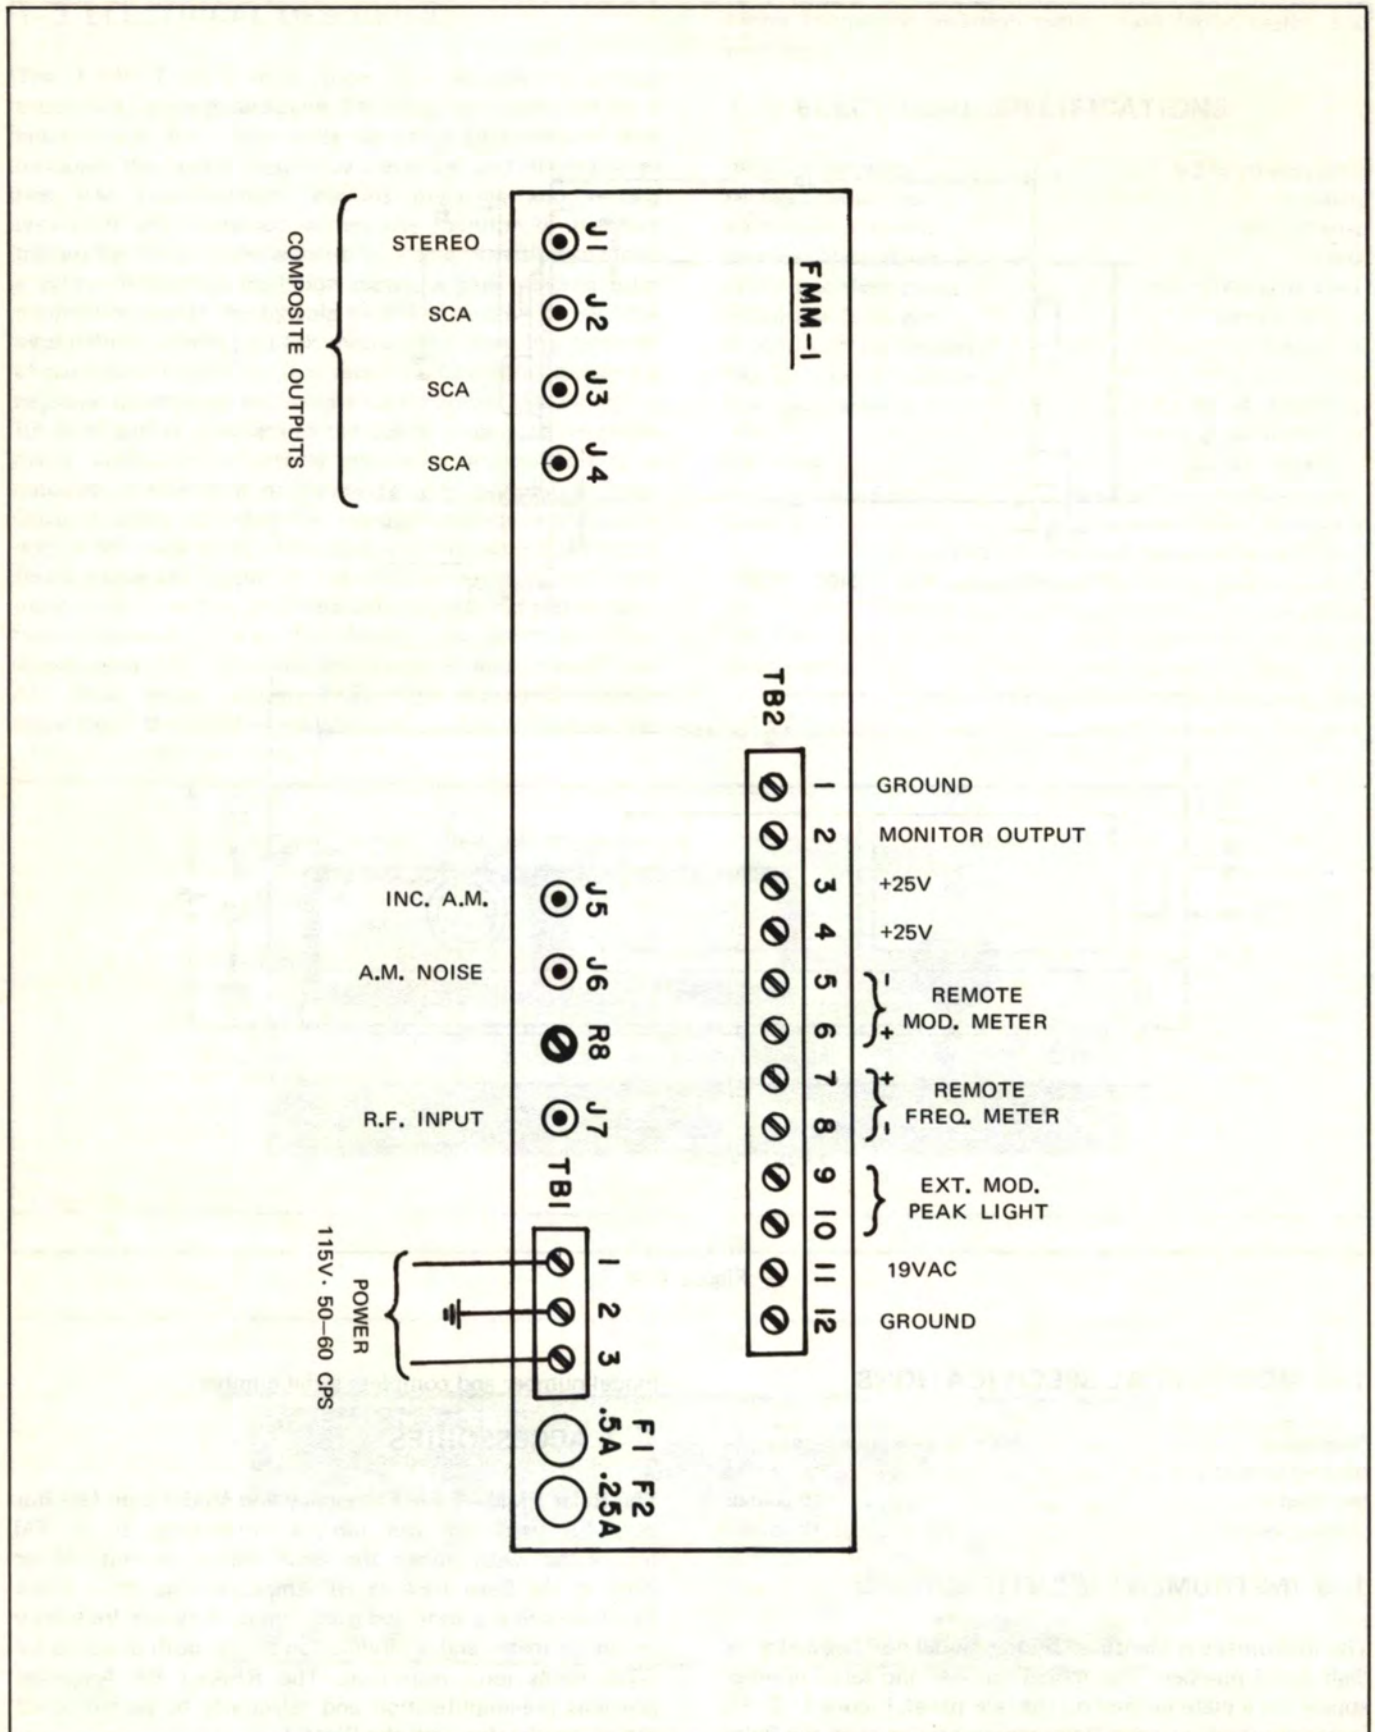 COMPOSITE OUTPUTS
STEREO
J1
SCA
J2
SCA
J3
SCA
J4
FMM-1
TB2
1 GROUND
2 MONITOR OUTPUT
3 +25V
4 +25V
5 -
6 +
REMOTE
MOD. METER
7 +
8 -
REMOTE
FREQ. METER
9
10
EXT. MOD.
PEAK LIGHT
11 19VAC
12 GROUND
INC. A.M.
J5
A.M. NOISE
J6
R8
R.F. INPUT
J7
TB1
1
2
3
POWER
115V· 50–60 CPS
F1
.5A
F2
.25A